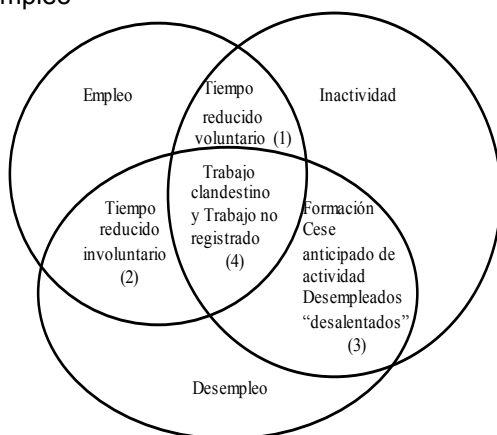 mpleo
Empleo
Tiempo
reducido
voluntario (1)
Inactividad
Tiempo
reducido
involuntario
(2)
Trabajo
clandestino
y Trabajo no
registrado
(4)
Formación
Cese
anticipado de
actividad
Desempleados
“desalentados”
(3)
Desempleo